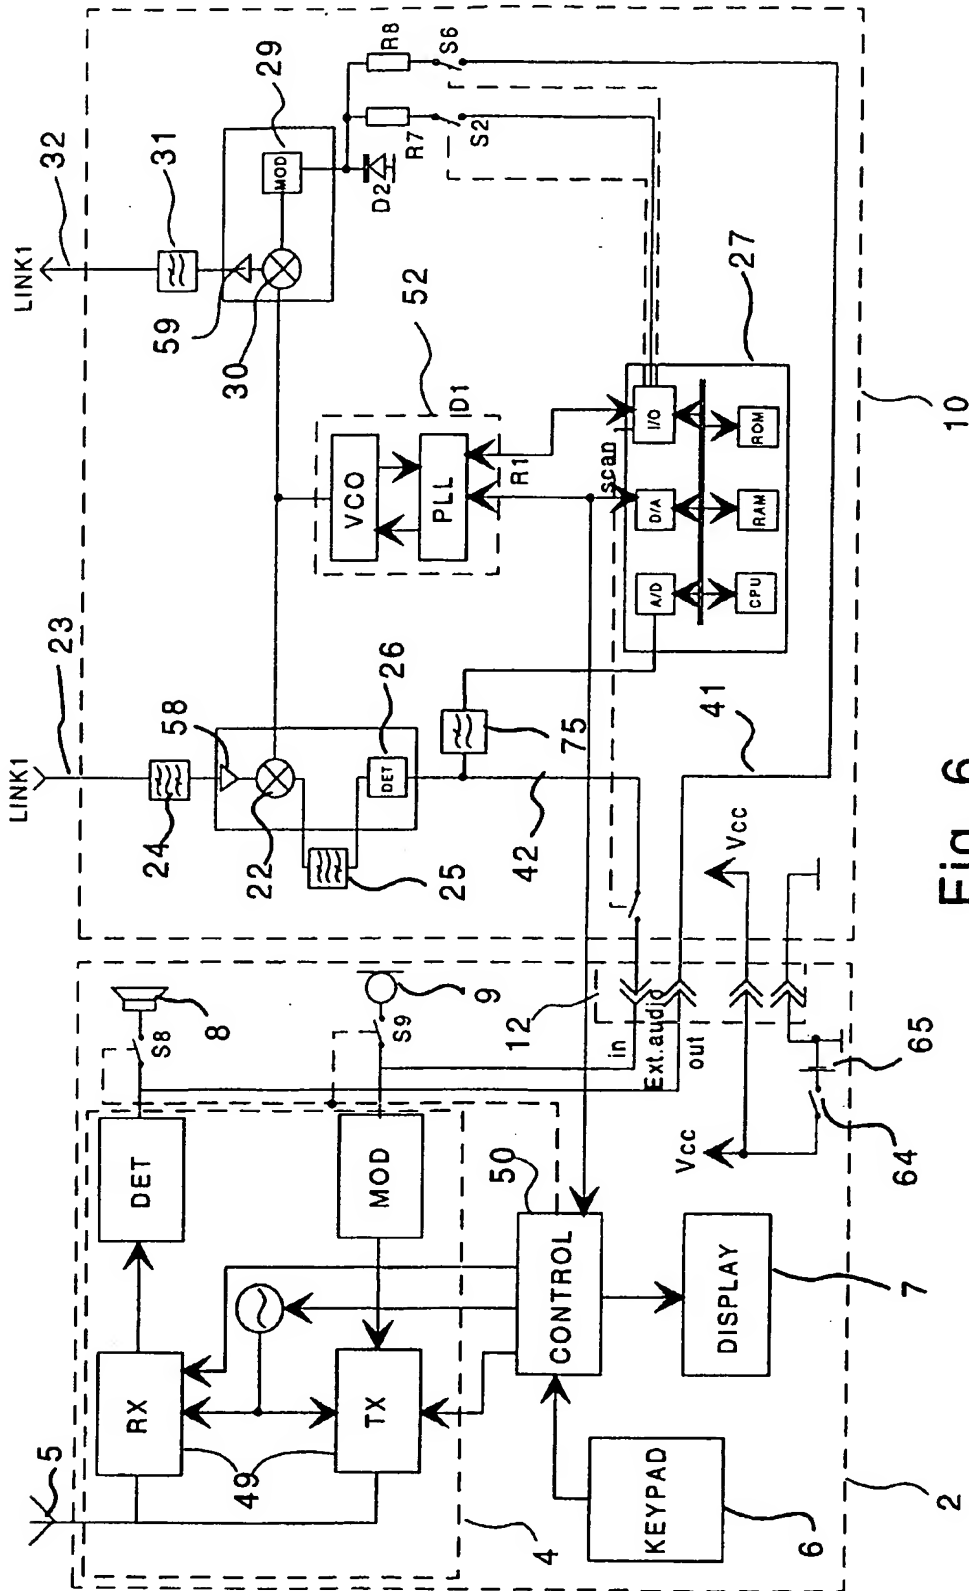 LINK1
23
LINK1
32
24
58
22
25
26
DET
42
75
59
30
31
29
MOD
D2
R7
R8
S2
S6
52
VCO
PLL
ID1
R1
scan
A/D
D/A
I/O
CPU
RAM
ROM
27
41
10
5
RX
DET
S8
8
49
TX
MOD
S9
9
4
12
in
Ext.audio
out
50
CONTROL
KEYPAD
6
DISPLAY
7
Vcc
Vcc
64
65
2
Fig. 6